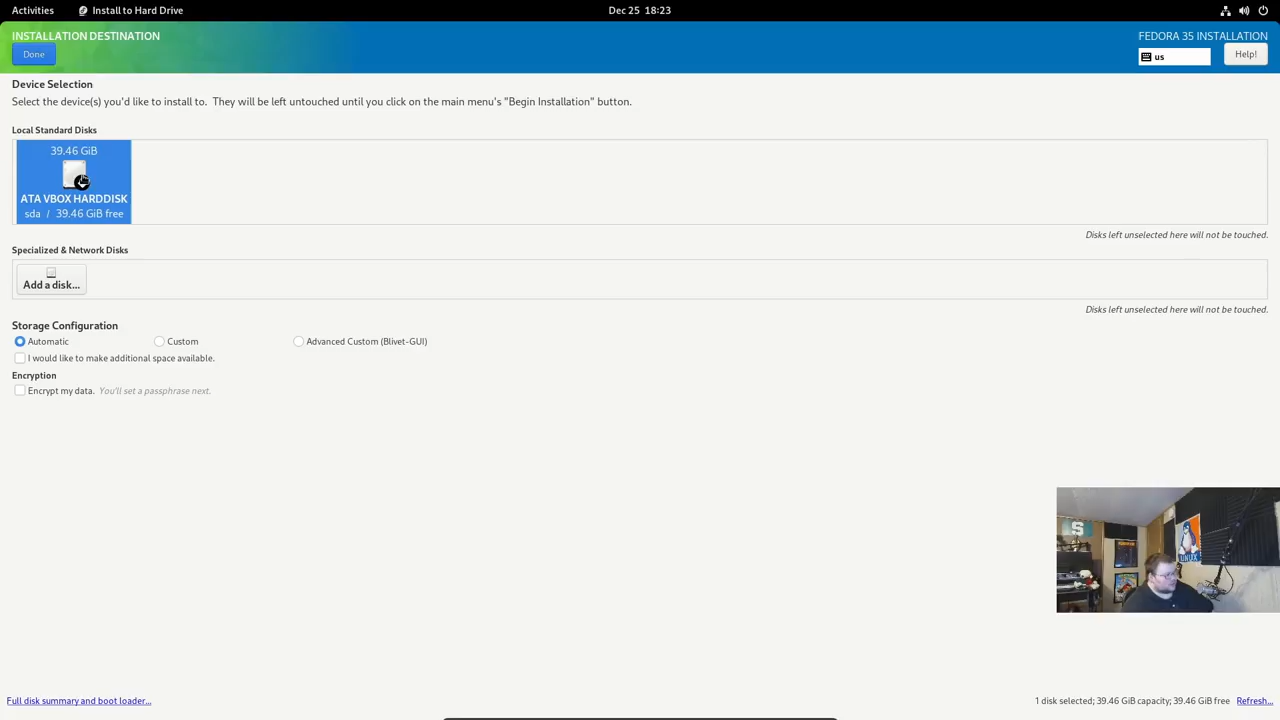 Activities
Install to Hard Drive
Dec 25 18:23
INSTALLATION DESTINATION
FEDORA 35 INSTALLATION
Done
us
Help!
Device Selection
Select the device(s) you'd like to install to. They will be left untouched until you click on the main menu's "Begin Installation" button.
Local Standard Disks
39.46 GiB
ATA VBOX HARDDISK
sda / 39.46 GiB free
Disks left unselected here will not be touched.
Specialized & Network Disks
Add a disk...
Disks left unselected here will not be touched.
Storage Configuration
Automatic
Custom
Advanced Custom (Blivet-GUI)
I would like to make additional space available.
Encryption
Encrypt my data. You'll set a passphrase next.
S
LINUX
Full disk summary and boot loader...
1 disk selected; 39.46 GiB capacity; 39.46 GiB free
Refresh...